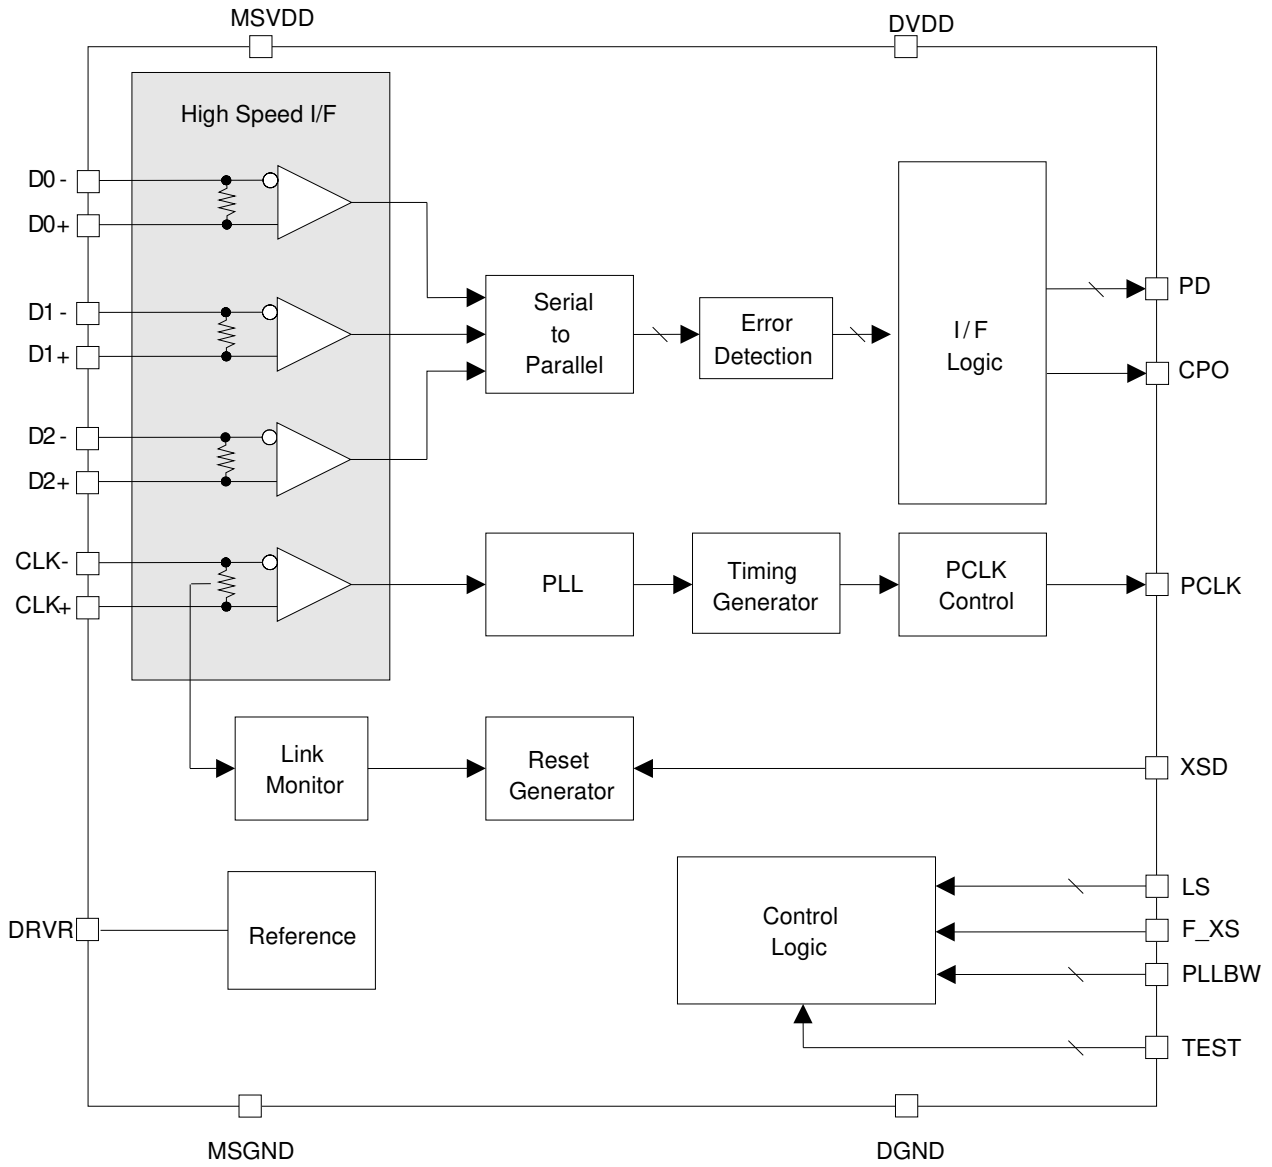 MSVDD
DVDD
High Speed I/F
D0-
D0+
D1-
D1+
D2-
D2+
CLK-
CLK+
Serial
to
Parallel
Error
Detection
I/F
Logic
PD
CPO
PLL
Timing
Generator
PCLK
Control
PCLK
Link
Monitor
Reset
Generator
XSD
DRVR
Reference
Control
Logic
LS
F_XS
PLLBW
TEST
MSGND
DGND